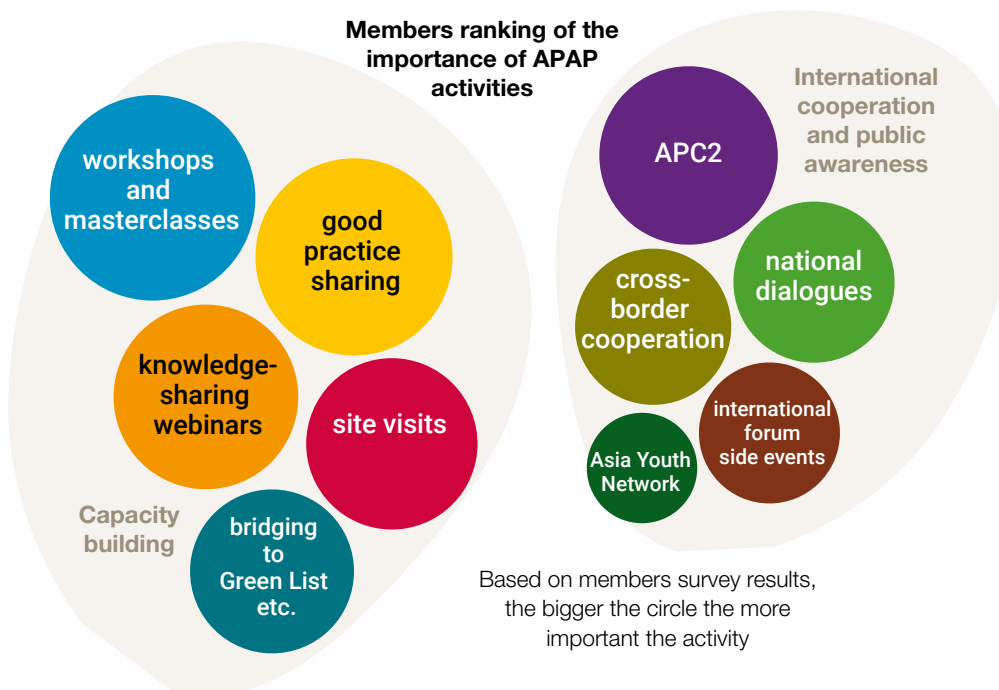 Members ranking of the
importance of APAP
activities
workshops
and
masterclasses
good
practice
sharing
knowledge-
sharing
webinars
site visits
Capacity
building
bridging
to
Green List
etc.
International
cooperation
and public
awareness
APC2
national
dialogues
cross-
border
cooperation
international
forum
side events
Asia Youth
Network
Based on members survey results,
the bigger the circle the more
important the activity